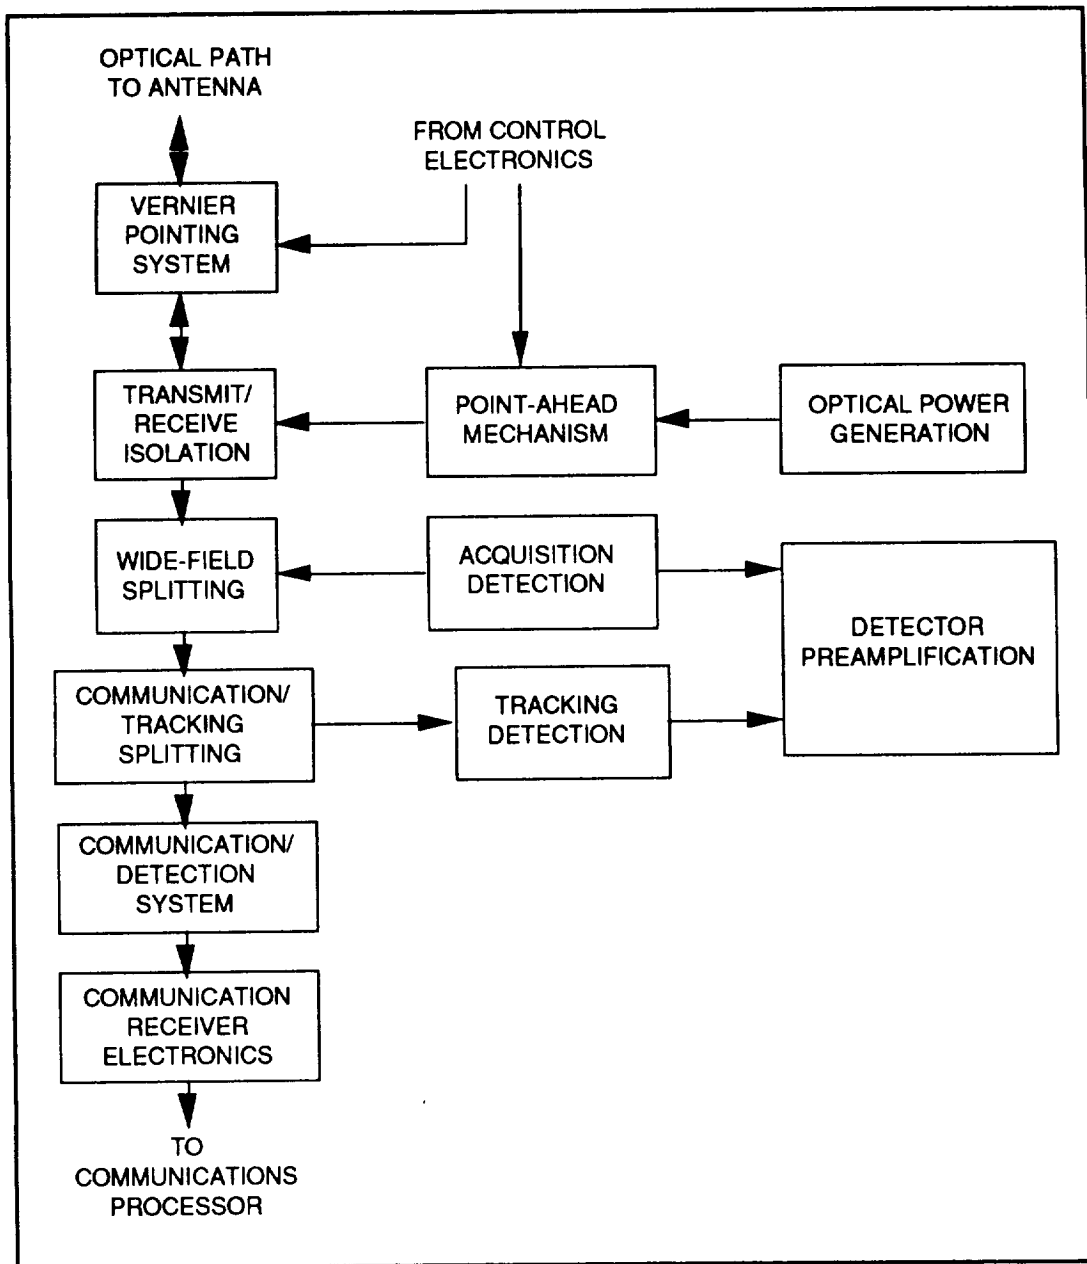 OPTICAL PATH
TO ANTENNA
FROM CONTROL
ELECTRONICS
VERNIER
POINTING
SYSTEM
TRANSMIT/
RECEIVE
ISOLATION
POINT-AHEAD
MECHANISM
OPTICAL POWER
GENERATION
WIDE-FIELD
SPLITTING
ACQUISITION
DETECTION
DETECTOR
PREAMPLIFICATION
COMMUNICATION/
TRACKING
SPLITTING
TRACKING
DETECTION
COMMUNICATION/
DETECTION
SYSTEM
COMMUNICATION
RECEIVER
ELECTRONICS
TO
COMMUNICATIONS
PROCESSOR